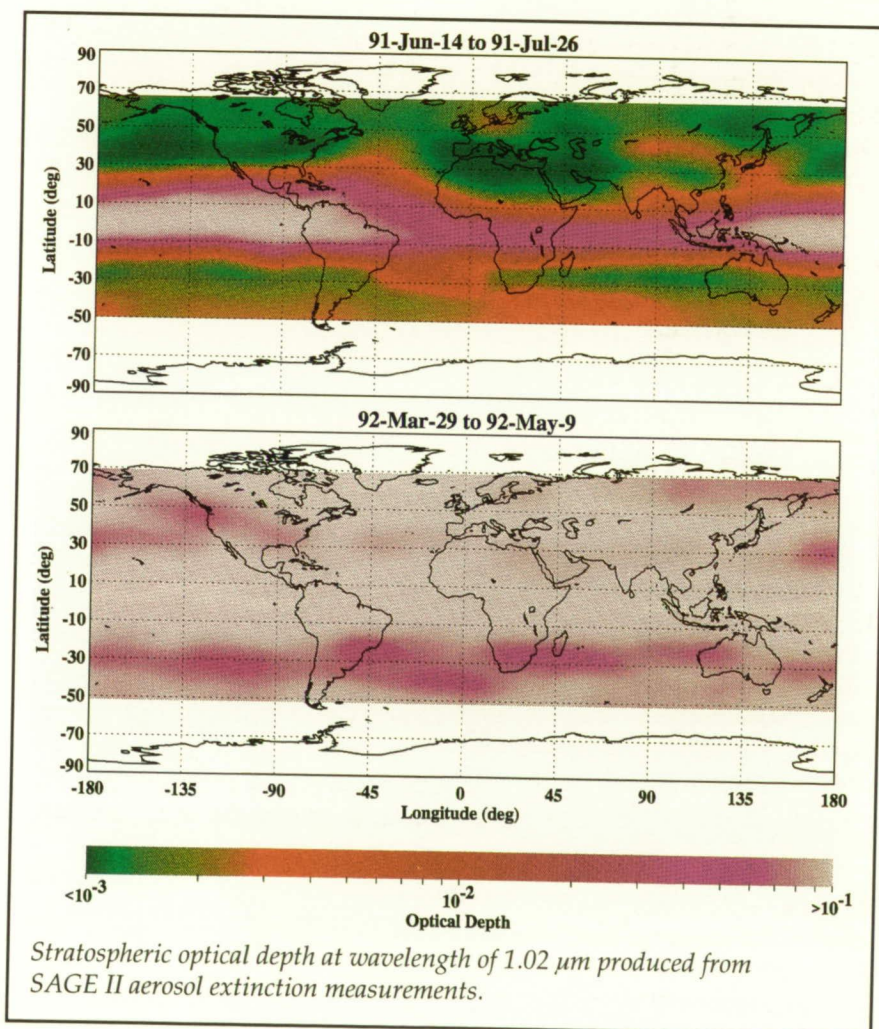 91-Jun-14 to 91-Jul-26
90
70
50
30
10
-10
-30
-50
-70
-90
Latitude (deg)
92-Mar-29 to 92-May-9
90
70
50
30
10
-10
-30
-50
-70
-90
Latitude (deg)
-180 -135 -90 -45 0 45 90 135 180
Longitude (deg)
<10⁻³ 10⁻² >10⁻¹
Optical Depth
Stratospheric optical depth at wavelength of 1.02 µm produced from
SAGE II aerosol extinction measurements.